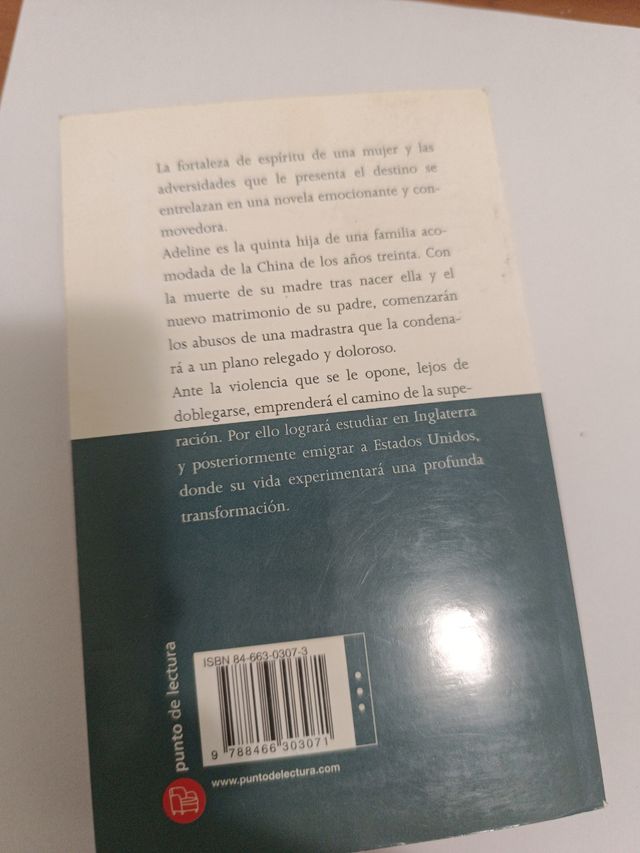 La fortaleza de espíritu de una mujer y las
adversidades que le presenta el destino se
entrelazan en una novela emocionante y con-
movedora.
Adeline es la quinta hija de una familia aco-
modada de la China de los años treinta. Con
la muerte de su madre tras nacer ella y el
nuevo matrimonio de su padre, comenzarán
los abusos de una madrastra que la condena-
rá a un plano relegado y doloroso.
Ante la violencia que se le opone, lejos de
doblegarse, emprenderá el camino de la supe-
ración. Por ello logrará estudiar en Inglaterra
y posteriormente emigrar a Estados Unidos,
donde su vida experimentará una profunda
transformación.
punto de lectura
ISBN 84-663-0307-3
9 788466 303071
www.puntodelectura.com